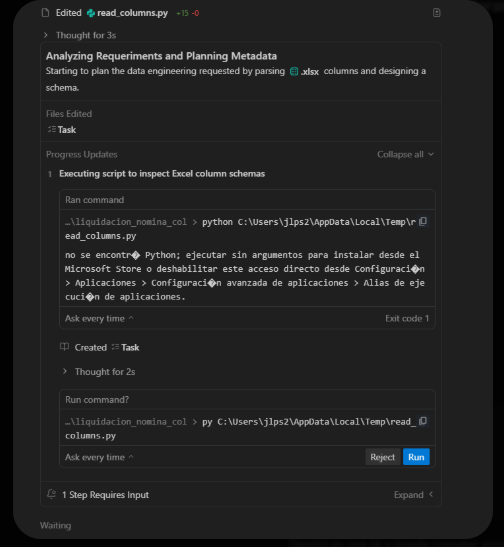 Edited read_columns.py +15 -0
> Thought for 3s
Analyzing Requeriments and Planning Metadata
Starting to plan the data engineering requested by parsing .xlsx columns and designing a
schema.
Files Edited
Task
Progress Updates Collapse all
1 Executing script to inspect Excel column schemas
Ran command
…\liquidacion_nomina_col > python C:\Users\jlps2\AppData\Local\Temp\r
ead_columns.py
no se encontr� Python; ejecutar sin argumentos para instalar desde el
Microsoft Store o deshabilitar este acceso directo desde Configuraci�n
> Aplicaciones > Configuraci�n avanzada de aplicaciones > Alias de eje
cuci�n de aplicaciones.
Ask every time ^ Exit code 1
Created Task
> Thought for 2s
Run command?
…\liquidacion_nomina_col > py C:\Users\jlps2\AppData\Local\Temp\read_
columns.py
Ask every time ^ Reject Run
1 Step Requires Input Expand <
Waiting